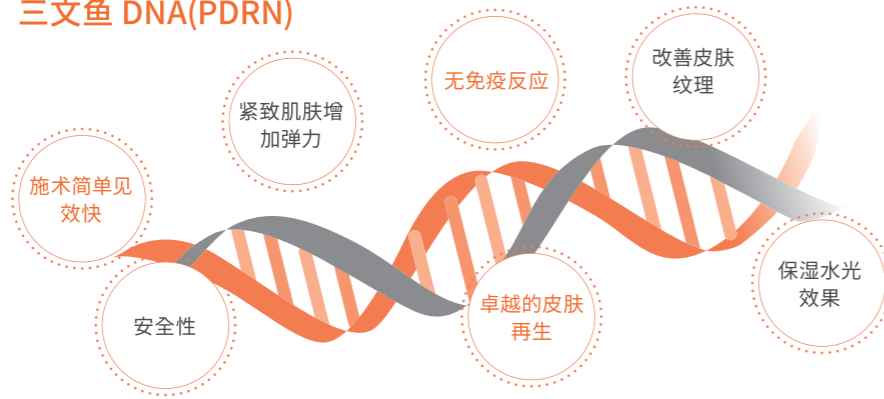 三文鱼 DNA(PDRN)
施术简单见
效快
紧致肌肤增
加弹力
无免疫反应
改善皮肤
纹理
安全性
卓越的皮肤
再生
保湿水光
效果